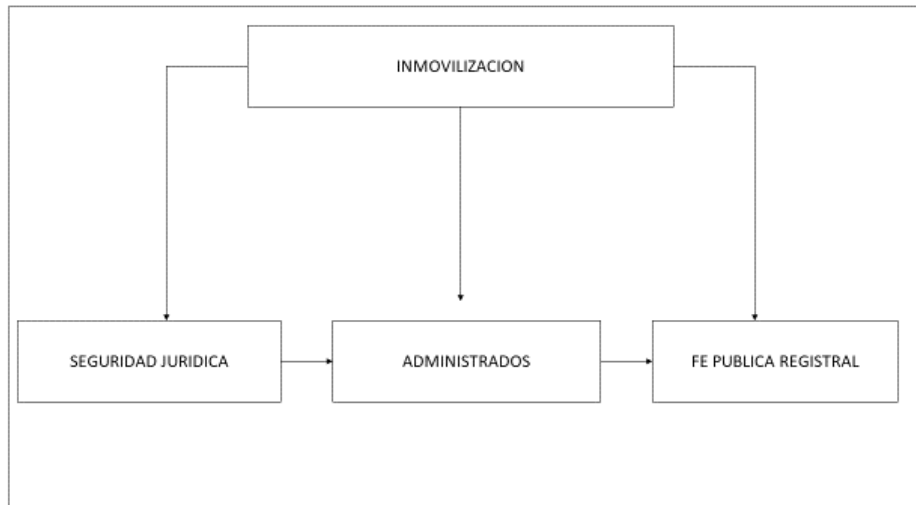 INMOVILIZACION
SEGURIDAD JURIDICA
ADMINISTRADOS
FE PUBLICA REGISTRAL